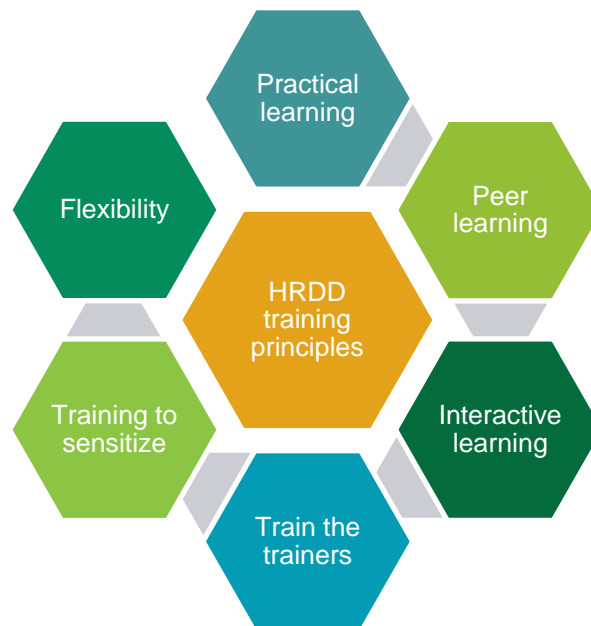 Practical
learning
Peer
learning
Interactive
learning
Train the
trainers
Training to
sensitize
Flexibility
HRDD
training
principles